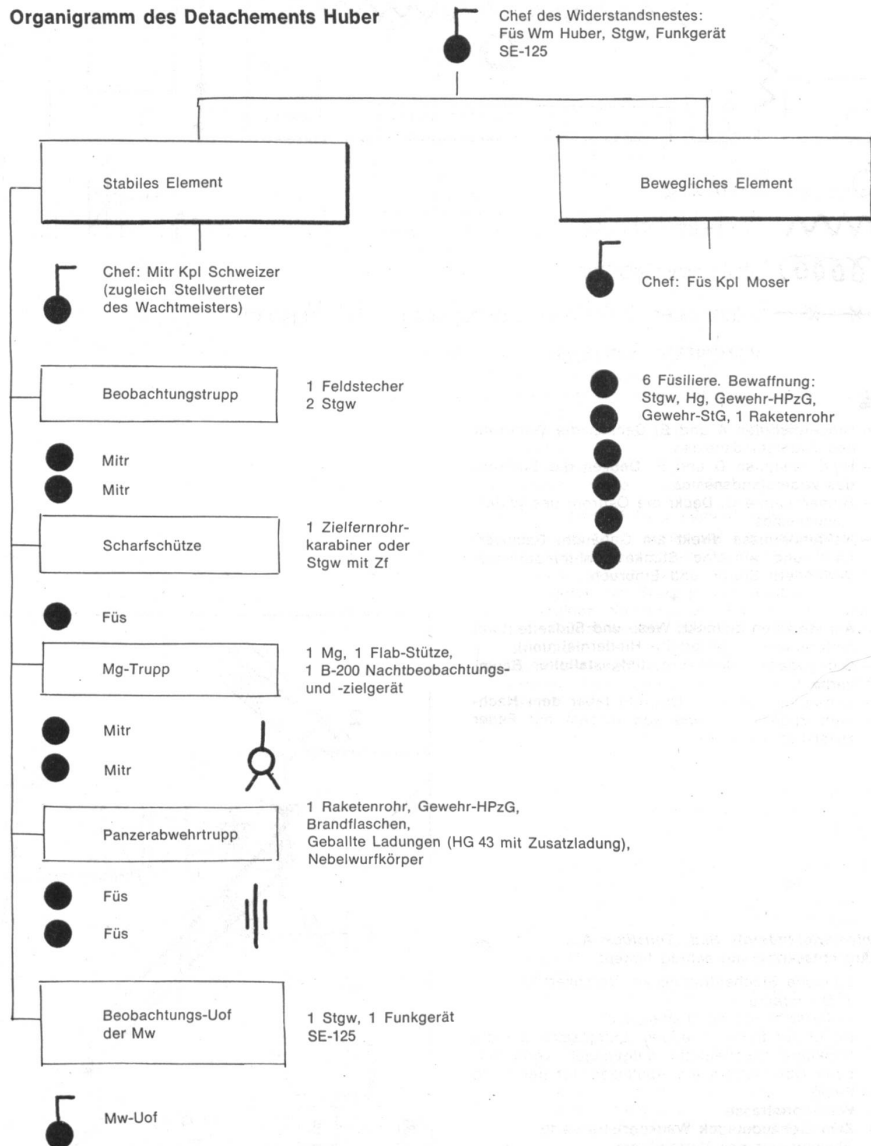 Organigramm des Detachements Huber
Chef des Widerstandsnestes:
Füs Wm Huber, Stgw, Funkgerät
SE-125
Stabiles Element
Bewegliches Element
Chef: Mitr Kpl Schweizer
(zugleich Stellvertreter
des Wachtmeisters)
Chef: Füs Kpl Moser
Beobachtungstrupp
1 Feldstecher
2 Stgw
6 Füsiliere. Bewaffnung:
Stgw, Hg, Gewehr-HPzG,
Gewehr-StG, 1 Raketenrohr
Mitr
Mitr
Scharfschütze
1 Zielfernrohr-
karabiner oder
Stgw mit Zf
Füs
Mg-Trupp
1 Mg, 1 Flab-Stütze,
1 B-200 Nachtbeobachtungs-
und -zielgerät
Mitr
Mitr
Panzerabwehrtrupp
1 Raketenrohr, Gewehr-HPzG,
Brandflaschen,
Geballte Ladungen (HG 43 mit Zusatzladung),
Nebelwurfkörper
Füs
Füs
Beobachtungs-Uof
der Mw
1 Stgw, 1 Funkgerät
SE-125
Mw-Uof